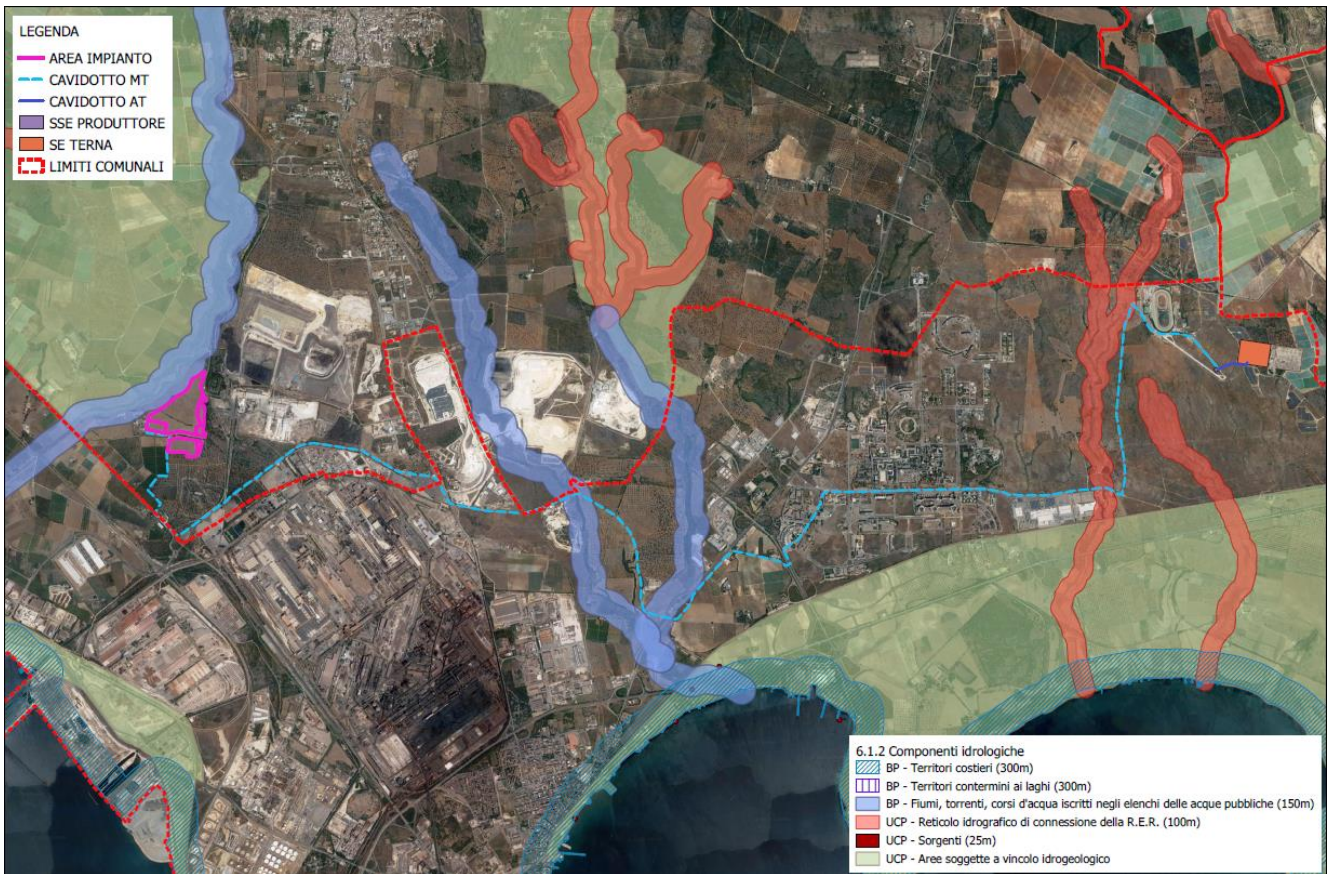 LEGENDA
AREA IMPIANTO
CAVIDOTTO MT
CAVIDOTTO AT
SSE PRODUTTORE
SE TERNA
LIMITI COMUNALI
6.1.2 Componenti idrologiche
BP - Territori costieri (300m)
BP - Territori contermini ai laghi (300m)
BP - Fiumi, torrenti, corsi d'acqua iscritti negli elenchi delle acque pubbliche (150m)
UCP - Reticolo idrografico di connessione della R.E.R. (100m)
UCP - Sorgenti (25m)
UCP - Aree soggette a vincolo idrogeologico